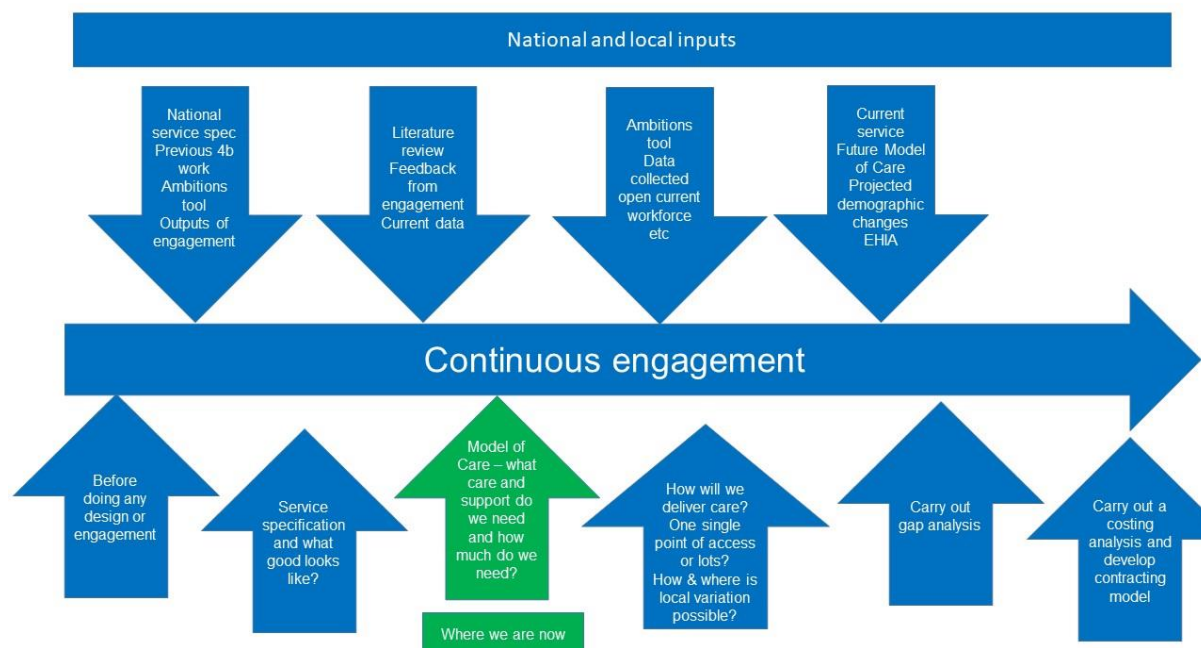 National and local inputs
National
service spec
Previous 4b
work
Ambitions
tool
Outputs of
engagement
Literature
review
Feedback
from
engagement
Current data
Ambitions
tool
Data
collected
open current
workforce
etc
Current
service
Future Model
of Care
Projected
demographic
changes
EHIA
Continuous engagement
Before
doing any
design or
engagement
Service
specification
and what
good looks
like?
Model of
Care – what
care and
support do
we need
and how
much do we
need?
Where we are now
How will we
deliver care?
One single
point of access
or lots?
How & where is
local variation
possible?
Carry out
gap analysis
Carry out a
costing
analysis and
develop
contracting
model